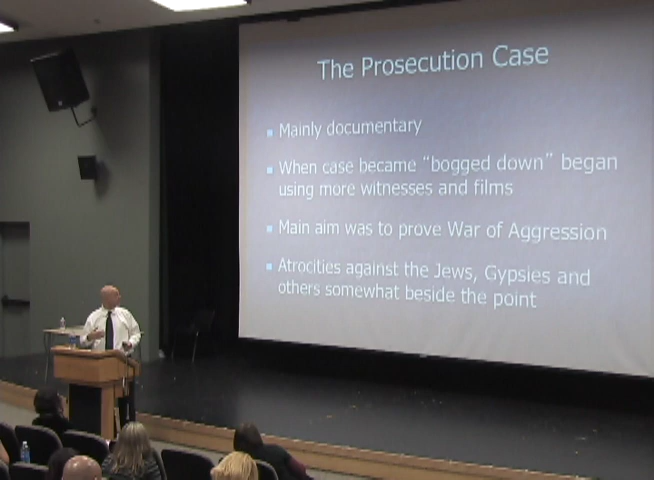 The Prosecution Case
Mainly documentary
When case became “bogged down” began
using more witnesses and films
Main aim was to prove War of Aggression
Atrocities against the Jews, Gypsies and
others somewhat beside the point